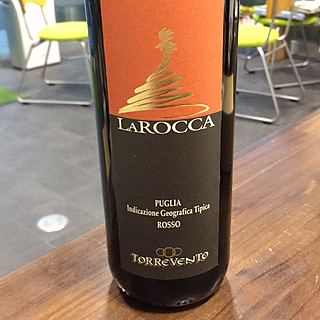 LAROCCA
PUGLIA
Indicazione Geografica Tipica
ROSSO
TORREVENTO